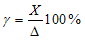 γ = X/Δ 100%